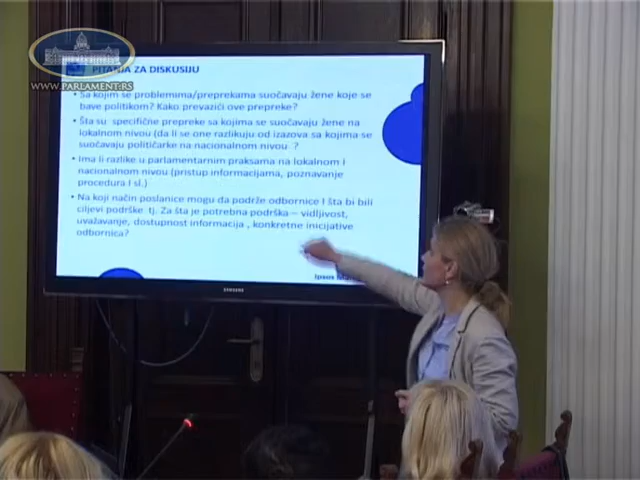 WWW.PARLAMENT.RS
PITANJA ZA DISKUSIJU
• Sa kojim se problemima/preprekama suočavaju žene koje se
bave politikom? Kako prevazići ove prepreke?
• Šta su specifične prepreke sa kojima se suočavaju žene na
lokalnom nivou (da li se one razlikuju od izazova sa kojima se
suočavaju političarke na nacionalnom nivou ?
• Ima li razlike u parlamentarnim praksama na lokalnom i
nacionalnom nivou (pristup informacijama, poznavanje
procedura I sl.)
• Na koji način poslanice mogu da podrže odbornice I šta bi bili
ciljevi podrške tj. Za šta je potrebna podrška – vidljivost,
uvažavanje, dostupnost informacija , konkretne inicijative
odbornica?
SAMSUNG